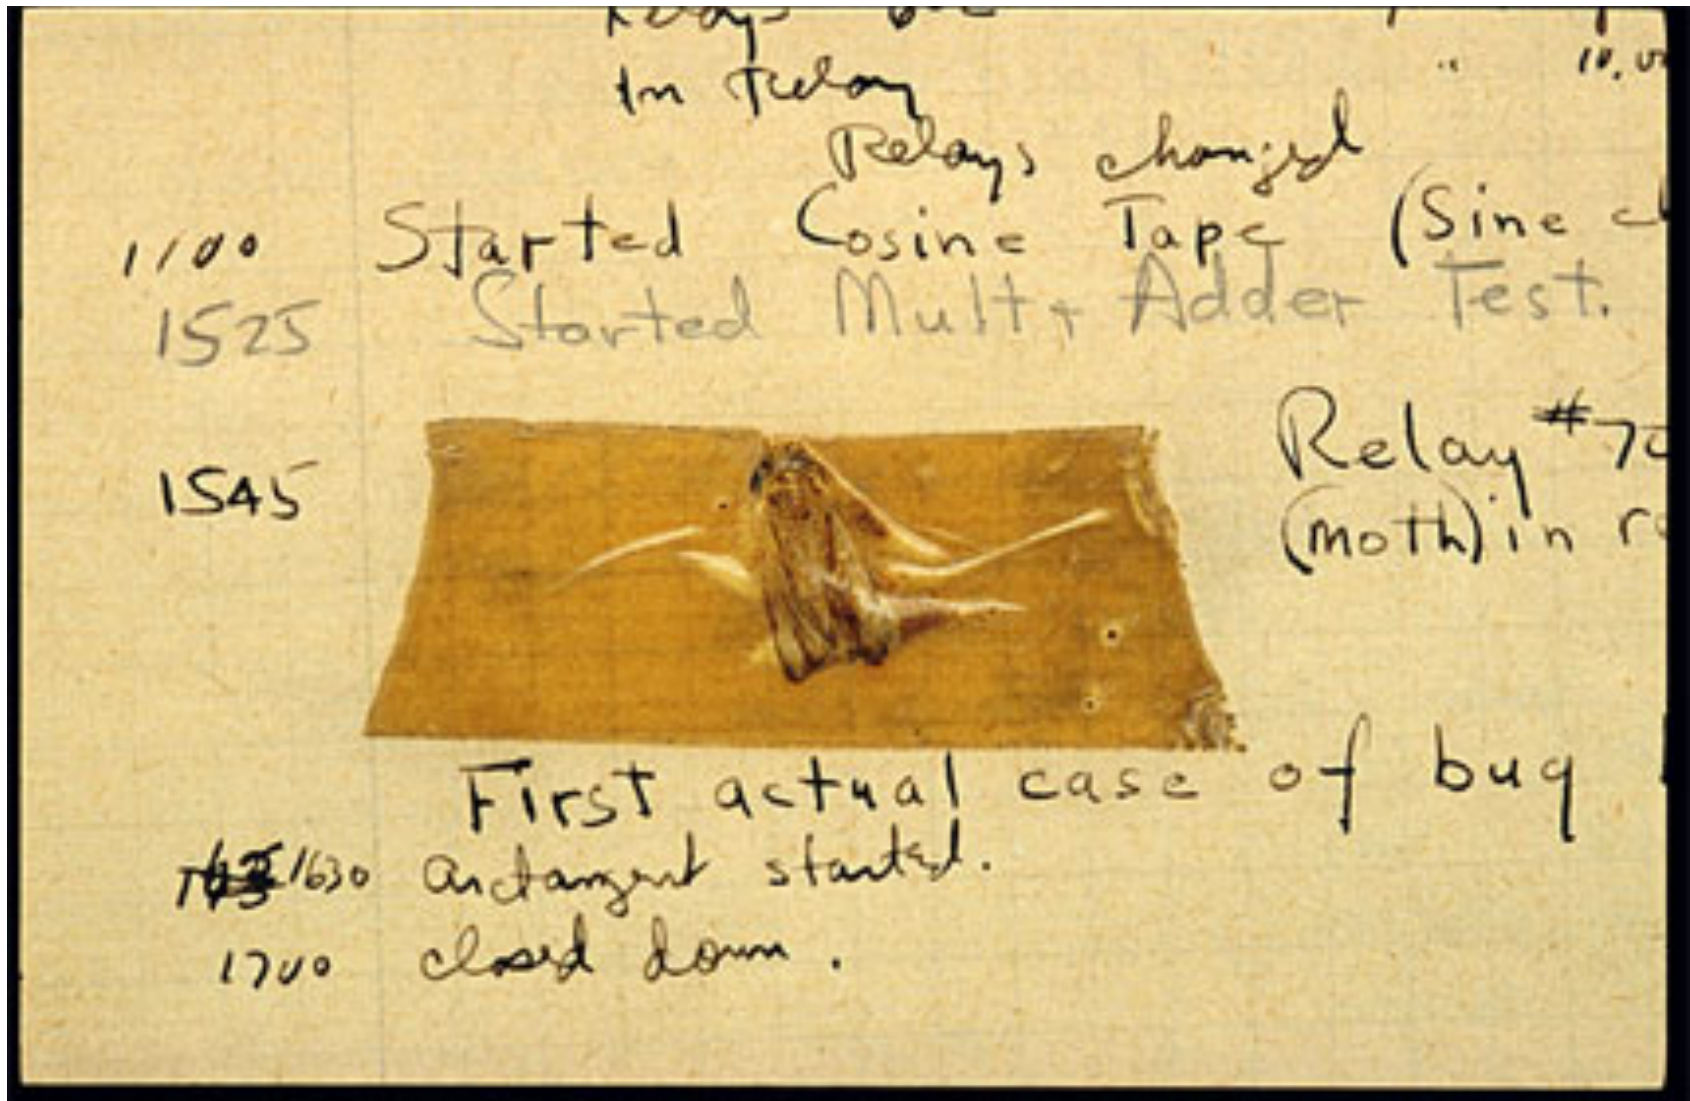 In Relay
Relays changed
1100 Started Cosine Tape (Sine
1525 Started Mult + Adder Test.
1545 Relay #70
(moth) in
First actual case of bug
1630 arctangent started.
1700 closed down.